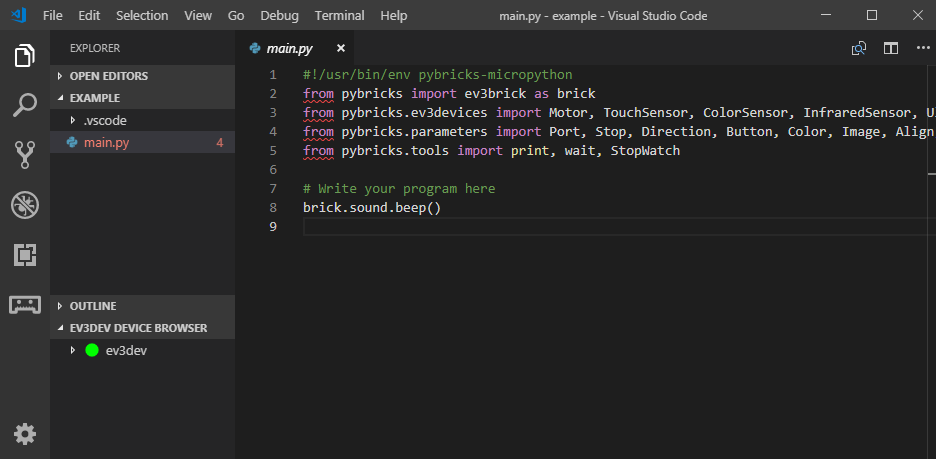 File Edit Selection View Go Debug Terminal Help main.py - example - Visual Studio Code
EXPLORER
OPEN EDITORS
EXAMPLE
.vscode
main.py 4
OUTLINE
EV3DEV DEVICE BROWSER
ev3dev
main.py
1 #!/usr/bin/env pybricks-micropython
2 from pybricks import ev3brick as brick
3 from pybricks.ev3devices import Motor, TouchSensor, ColorSensor, InfraredSensor,
4 from pybricks.parameters import Port, Stop, Direction, Button, Color, Image, Align
5 from pybricks.tools import print, wait, StopWatch
6
7 # Write your program here
8 brick.sound.beep()
9